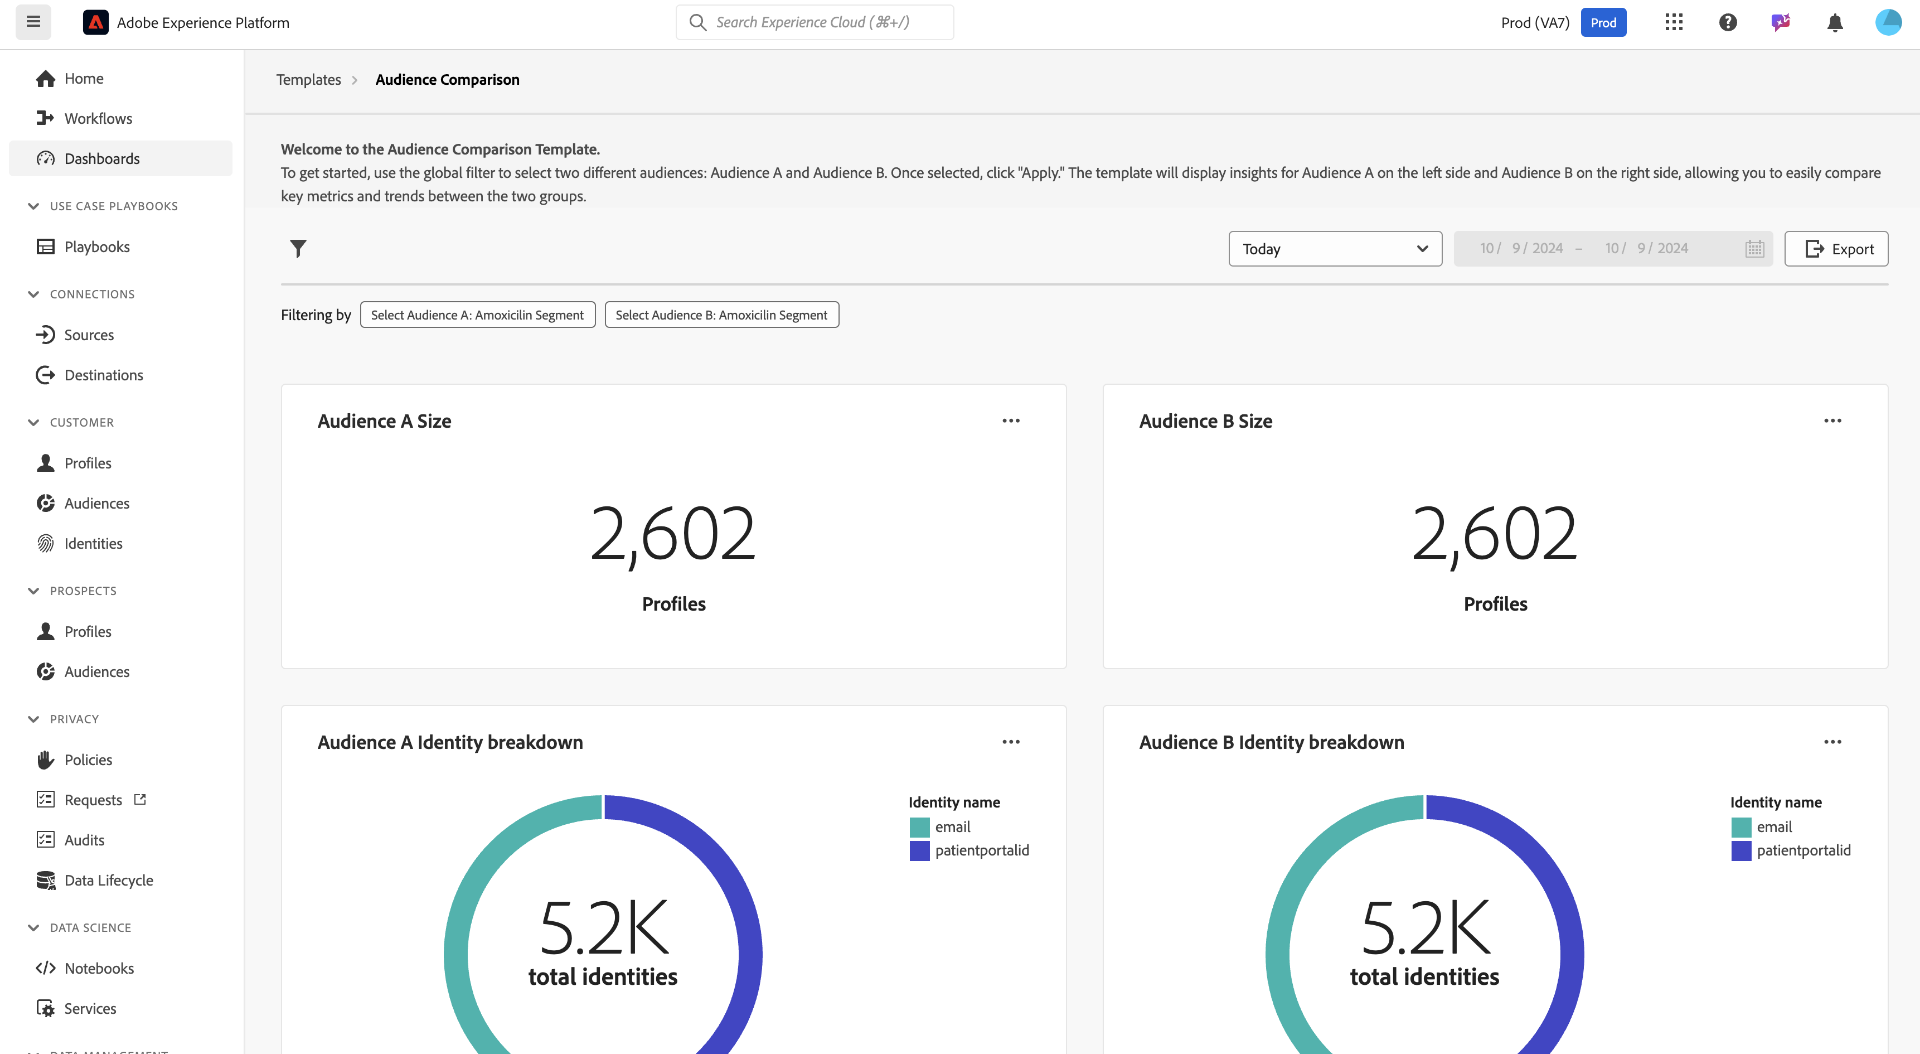 Adobe Experience Platform
Search Experience Cloud (⌘+/)
Prod (VA7)
Prod
Home
Workflows
Dashboards
USE CASE PLAYBOOKS
Playbooks
CONNECTIONS
Sources
Destinations
CUSTOMER
Profiles
Audiences
Identities
PROSPECTS
Profiles
Audiences
PRIVACY
Policies
Requests
Audits
Data Lifecycle
DATA SCIENCE
Notebooks
Services
DATA MANAGEMENT
Templates
Audience Comparison
Welcome to the Audience Comparison Template.
To get started, use the global filter to select two different audiences: Audience A and Audience B. Once selected, click "Apply." The template will display insights for Audience A on the left side and Audience B on the right side, allowing you to easily compare
key metrics and trends between the two groups.
Today
10 / 9 / 2024 – 10 / 9 / 2024
Export
Filtering by
Select Audience A: Amoxicilin Segment
Select Audience B: Amoxicilin Segment
Audience A Size
2,602
Profiles
Audience B Size
2,602
Profiles
Audience A Identity breakdown
Identity name
email
patientportalid
5.2K
total identities
Audience B Identity breakdown
Identity name
email
patientportalid
5.2K
total identities